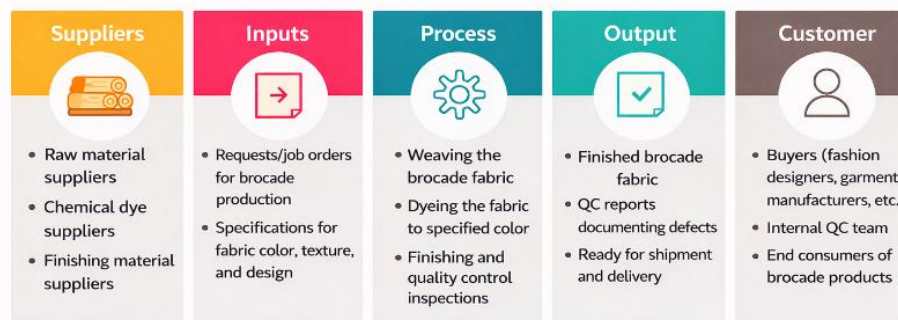 Suppliers
• Raw material
suppliers
• Chemical dye
suppliers
• Finishing material
suppliers
Inputs
• Requests/job orders
for brocade
production
• Specifications for
fabric color, texture,
and design
Process
• Weaving the
brocade fabric
• Dyeing the fabric
to specified color
• Finishing and
quality control
inspections
Output
• Finished brocade
fabric
• QC reports
documenting defects
• Ready for shipment
and delivery
Customer
• Buyers (fashion
designers, garment
manufacturers, etc.
• Internal QC team
• End consumers of
brocade products